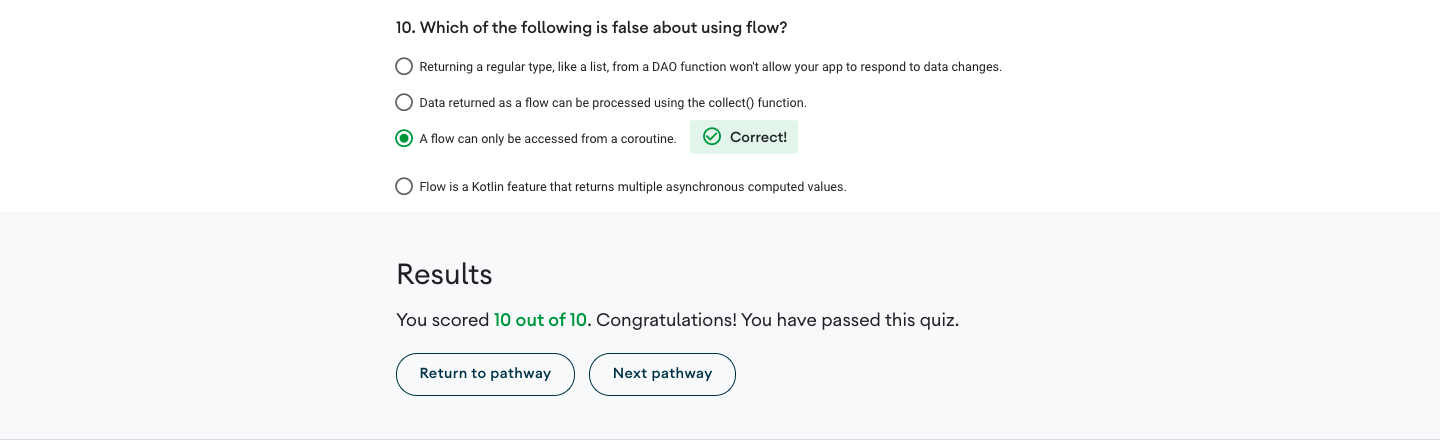 10. Which of the following is false about using flow?
Returning a regular type, like a list, from a DAO function won't allow your app to respond to data changes.
Data returned as a flow can be processed using the collect() function.
A flow can only be accessed from a coroutine. Correct!
Flow is a Kotlin feature that returns multiple asynchronous computed values.
Results
You scored 10 out of 10. Congratulations! You have passed this quiz.
Return to pathway Next pathway